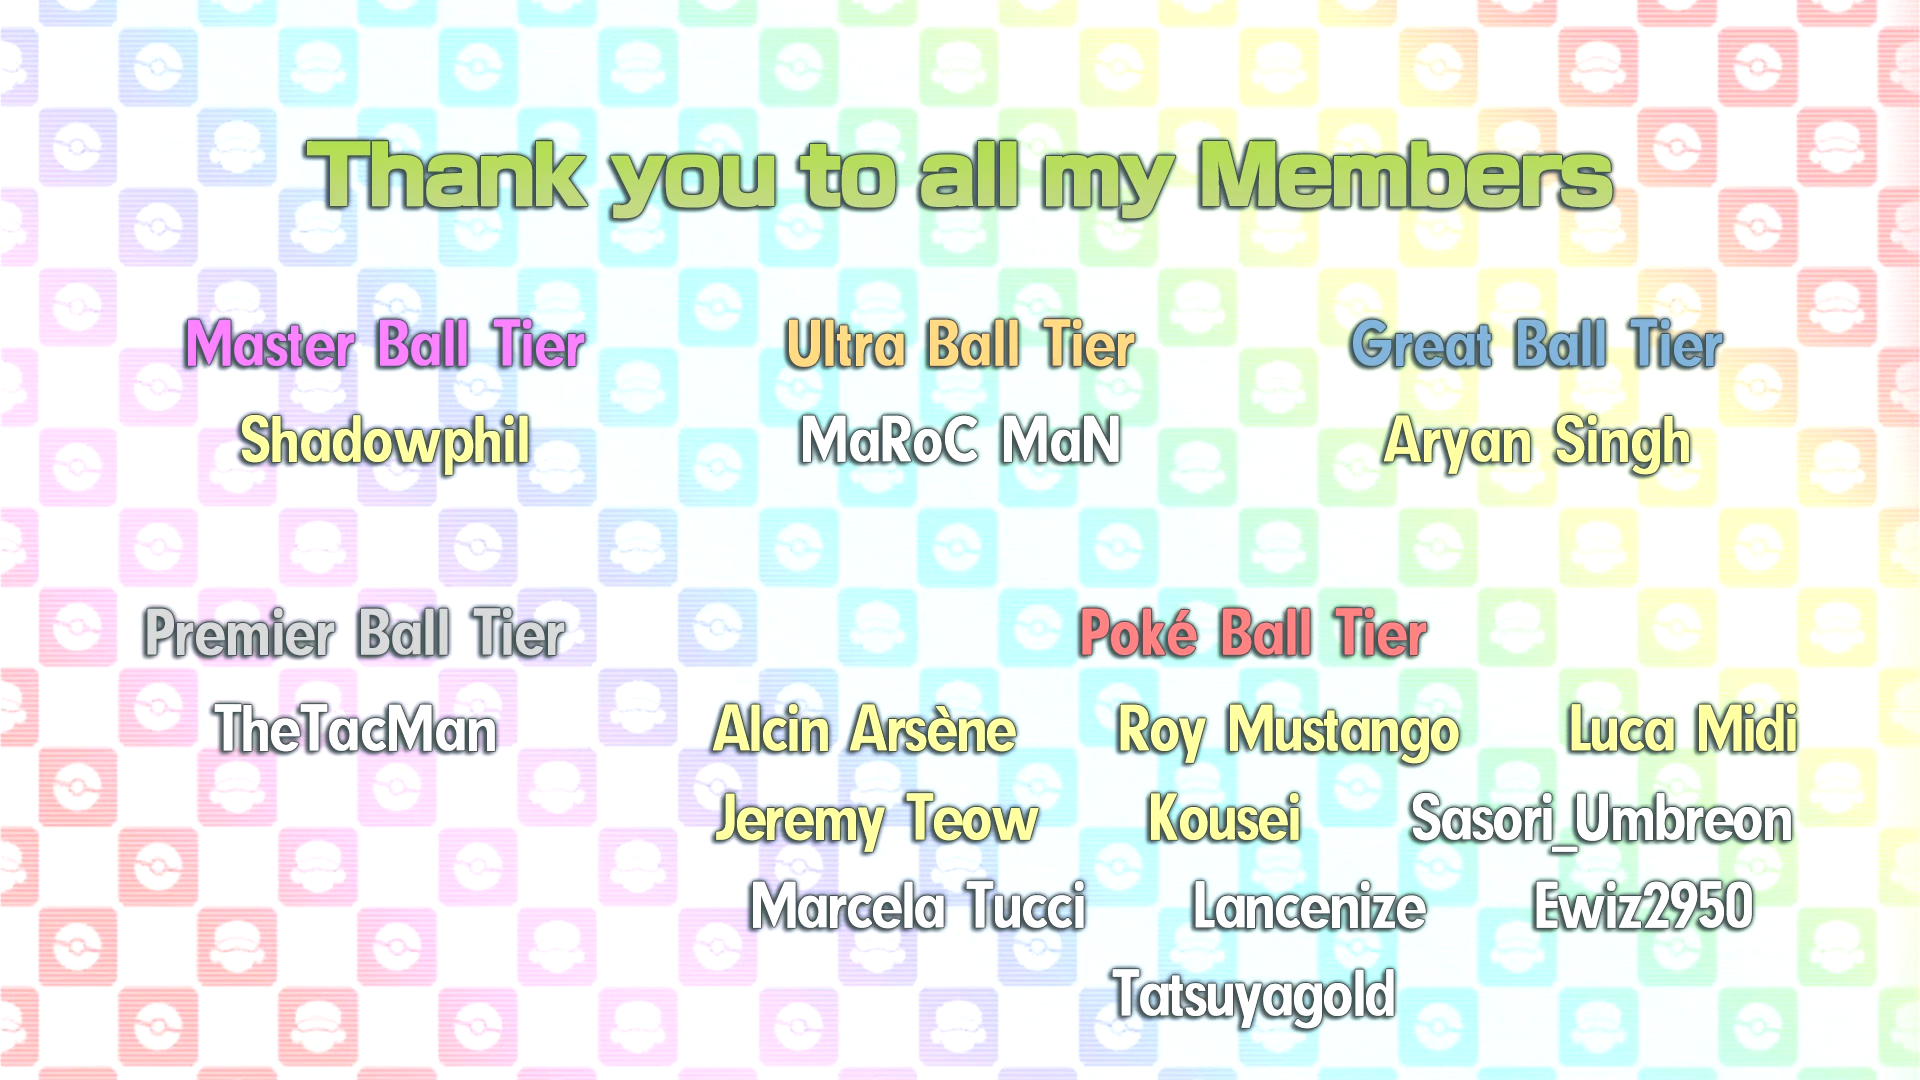 Thank you to all my Members
Master Ball Tier
Shadowphil
Ultra Ball Tier
MaRoC MaN
Great Ball Tier
Aryan Singh
Premier Ball Tier
TheTacMan
Poké Ball Tier
Alcin Arsène Roy Mustango Luca Midi
Jeremy Teow Kousei Sasori_Umbreon
Marcela Tucci Lancenize Ewiz2950
Tatsuyagold